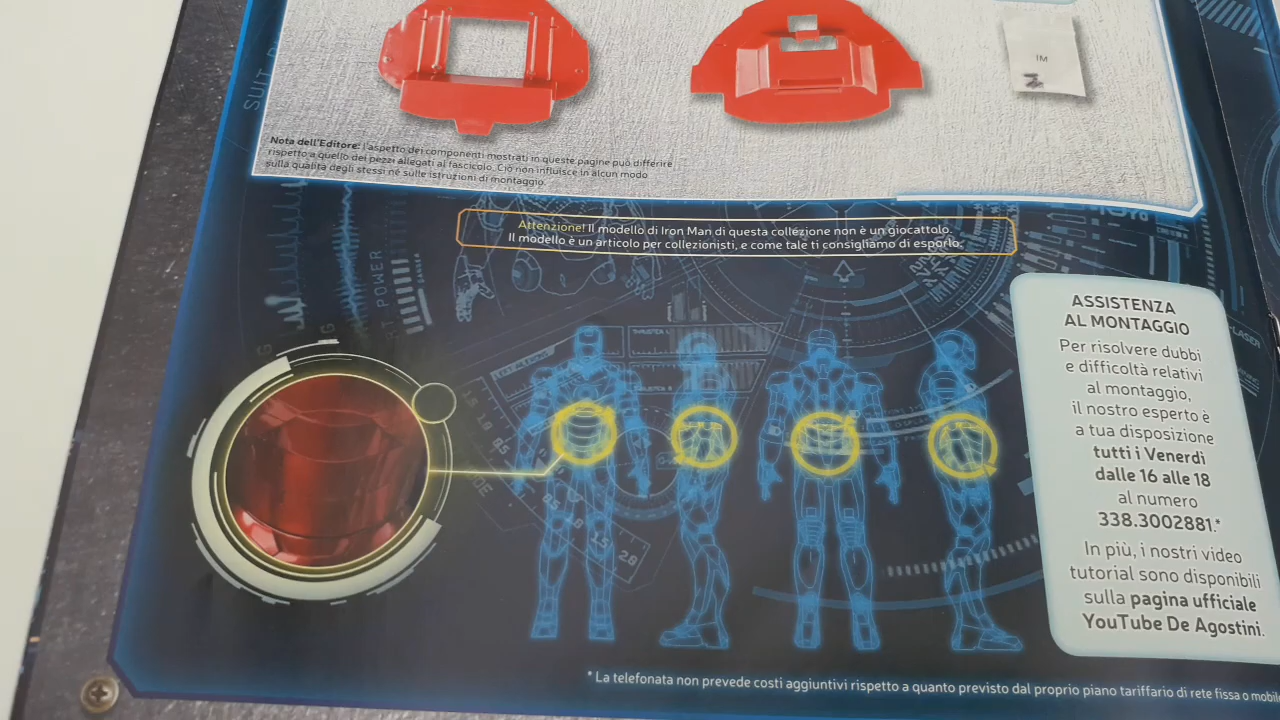 SUIT
IM
Nota dell'Editore: l'aspetto dei componenti mostrati in queste pagine può differire
rispetto a quello dei pezzi allegati al fascicolo. Ciò non influisce in alcun modo
sulla qualità degli stessi né sulle istruzioni di montaggio.
Attenzione! Il modello di Iron Man di questa collezione non è un giocattolo.
Il modello è un articolo per collezionisti, e come tale ti consigliamo di esporlo.
POWER
ASSISTENZA
AL MONTAGGIO
Per risolvere dubbi
e difficoltà relativi
al montaggio,
il nostro esperto è
a tua disposizione
tutti i Venerdì
dalle 16 alle 18
al numero
338.3002881.*
In più, i nostri video
tutorial sono disponibili
sulla pagina ufficiale
YouTube De Agostini.
* La telefonata non prevede costi aggiuntivi rispetto a quanto previsto dal proprio piano tariffario di rete fissa o